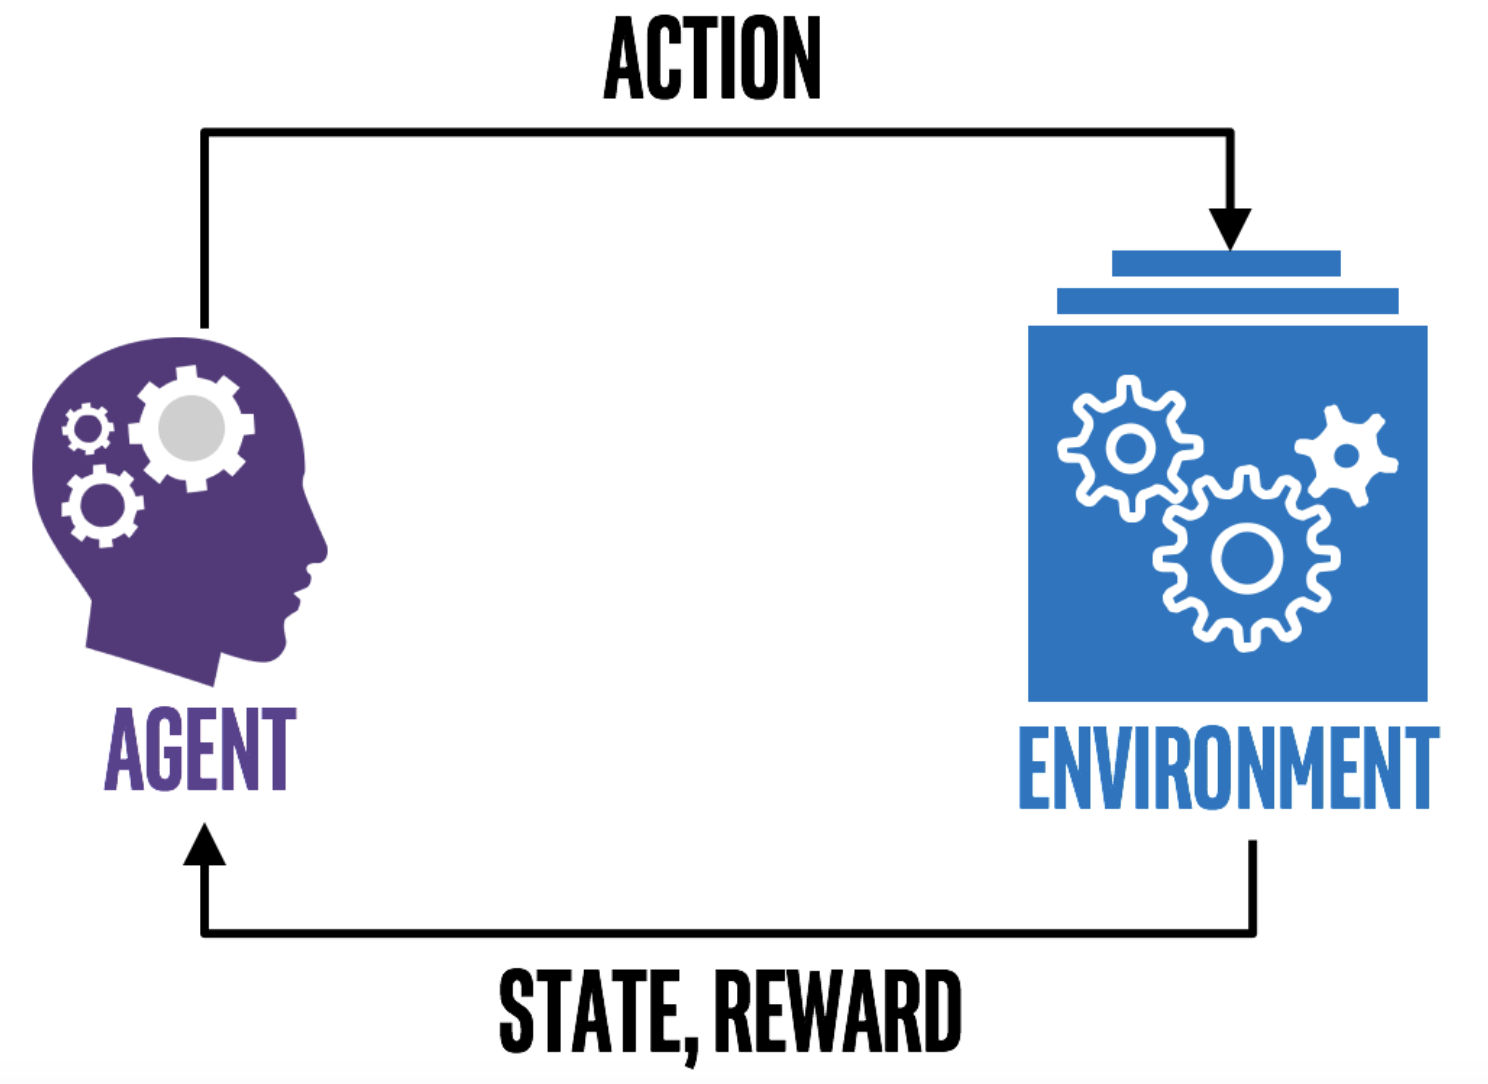 ACTION
AGENT
ENVIRONMENT
STATE, REWARD